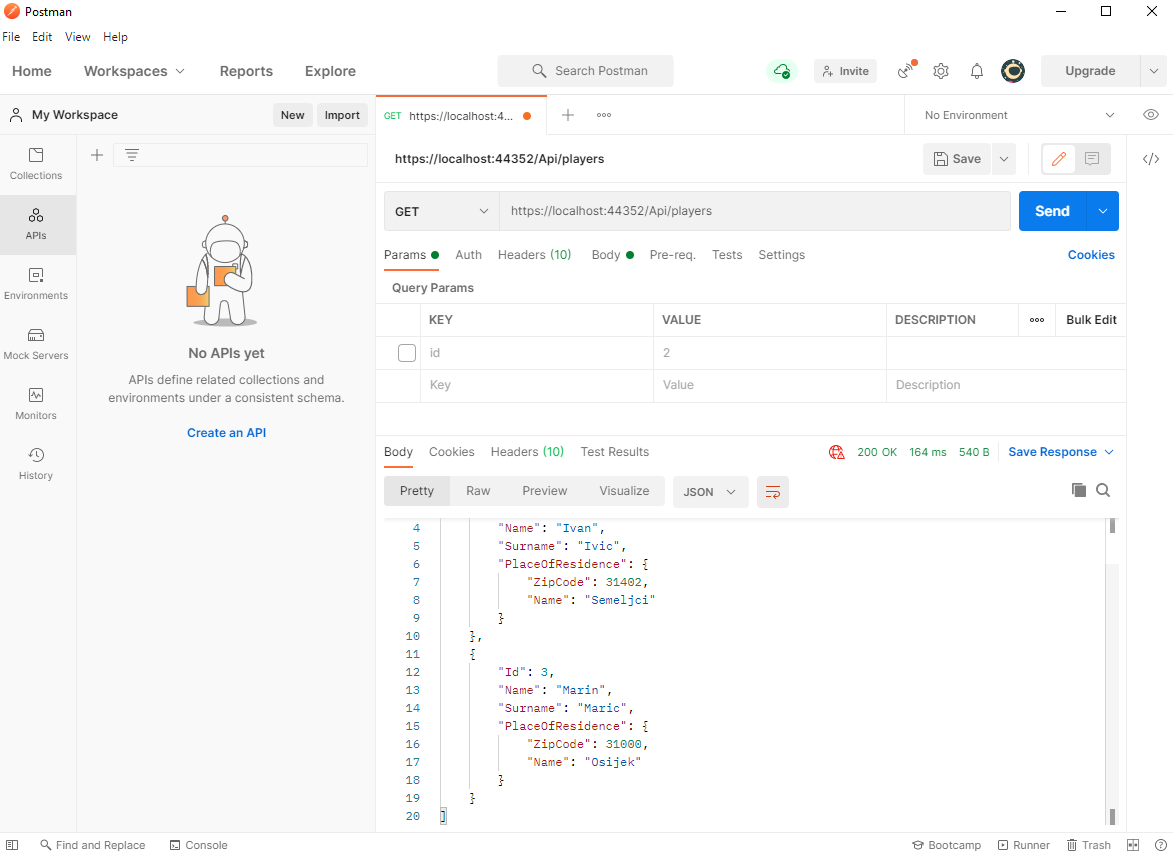 Postman
File Edit View Help
Home Workspaces Reports Explore Search Postman Invite Upgrade
My Workspace New Import
GET https://localhost:4... No Environment
Collections
APIs
Environments
Mock Servers
Monitors
History
No APIs yet
APIs define related collections and
environments under a consistent schema.
Create an API
https://localhost:44352/Api/players Save
GET https://localhost:44352/Api/players Send
Params Auth Headers (10) Body Pre-req. Tests Settings Cookies
Query Params
KEY VALUE DESCRIPTION Bulk Edit
id 2
Key Value Description
Body Cookies Headers (10) Test Results 200 OK 164 ms 540 B Save Response
Pretty Raw Preview Visualize JSON
4 "Name": "Ivan",
5 "Surname": "Ivic",
6 "PlaceOfResidence": {
7 "ZipCode": 31402,
8 "Name": "Semeljci"
9 }
10 },
11 {
12 "Id": 3,
13 "Name": "Marin",
14 "Surname": "Maric",
15 "PlaceOfResidence": {
16 "ZipCode": 31000,
17 "Name": "Osijek"
18 }
19 }
20 ]
Find and Replace Console Bootcamp Runner Trash